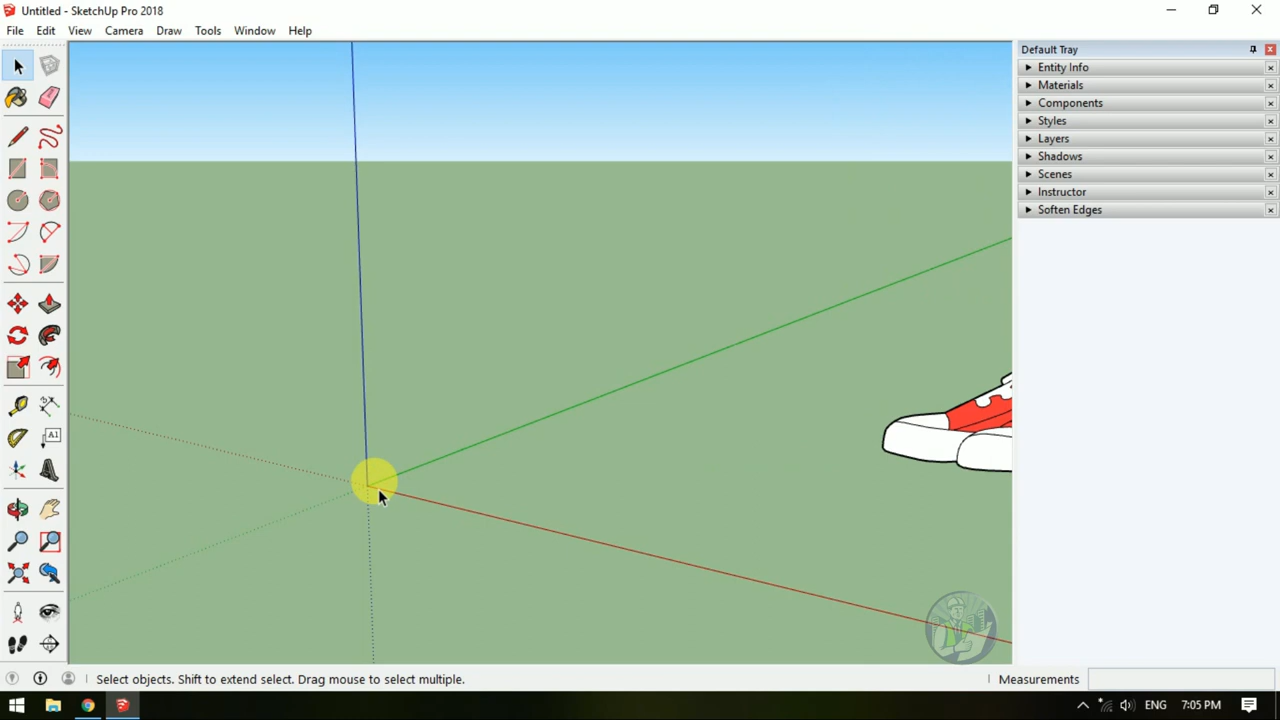 Untitled - SketchUp Pro 2018
File Edit View Camera Draw Tools Window Help
Default Tray
Entity Info
Materials
Components
Styles
Layers
Shadows
Scenes
Instructor
Soften Edges
A1
Select objects. Shift to extend select. Drag mouse to select multiple.
Measurements
ENG 7:05 PM